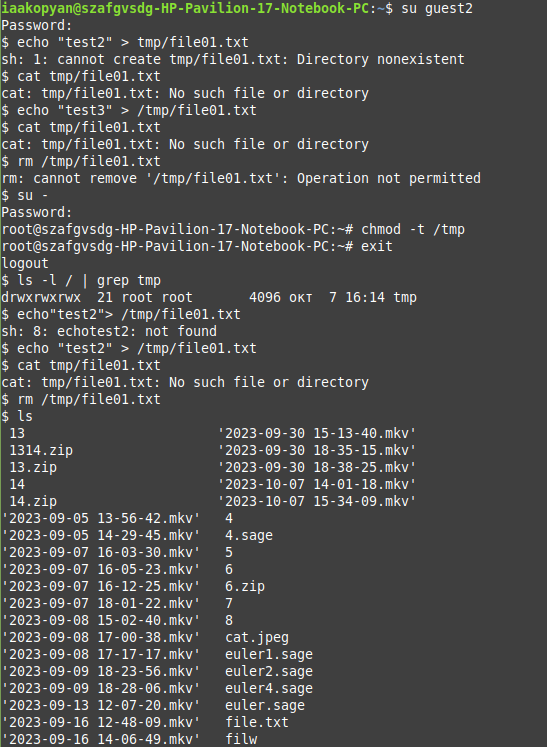 iaakopyan@szafgvsdg-HP-Pavilion-17-Notebook-PC:~$ su guest2
Password:
$ echo "test2" > tmp/file01.txt
sh: 1: cannot create tmp/file01.txt: Directory nonexistent
$ cat tmp/file01.txt
cat: tmp/file01.txt: No such file or directory
$ echo "test3" > /tmp/file01.txt
$ cat tmp/file01.txt
cat: tmp/file01.txt: No such file or directory
$ rm /tmp/file01.txt
rm: cannot remove '/tmp/file01.txt': Operation not permitted
$ su -
Password:
root@szafgvsdg-HP-Pavilion-17-Notebook-PC:~# chmod -t /tmp
root@szafgvsdg-HP-Pavilion-17-Notebook-PC:~# exit
logout
$ ls -l / | grep tmp
drwxrwxrwx  21 root root       4096 окт  7 16:14 tmp
$ echo"test2"> /tmp/file01.txt
sh: 8: echotest2: not found
$ echo "test2" > /tmp/file01.txt
$ cat tmp/file01.txt
cat: tmp/file01.txt: No such file or directory
$ rm /tmp/file01.txt
$ ls
 13                        '2023-09-30 15-13-40.mkv'
 1314.zip                  '2023-09-30 18-35-15.mkv'
 13.zip                    '2023-09-30 18-38-25.mkv'
 14                        '2023-10-07 14-01-18.mkv'
 14.zip                    '2023-10-07 15-34-09.mkv'
'2023-09-05 13-56-42.mkv'   4
'2023-09-05 14-29-45.mkv'   4.sage
'2023-09-07 16-03-30.mkv'   5
'2023-09-07 16-05-23.mkv'   6
'2023-09-07 16-12-25.mkv'   6.zip
'2023-09-07 18-01-22.mkv'   7
'2023-09-08 15-02-40.mkv'   8
'2023-09-08 17-00-38.mkv'   cat.jpeg
'2023-09-08 17-17-17.mkv'   euler1.sage
'2023-09-09 18-23-56.mkv'   euler2.sage
'2023-09-09 18-28-06.mkv'   euler4.sage
'2023-09-13 12-07-20.mkv'   euler.sage
'2023-09-16 12-48-09.mkv'   file.txt
'2023-09-16 14-06-49.mkv'   filw